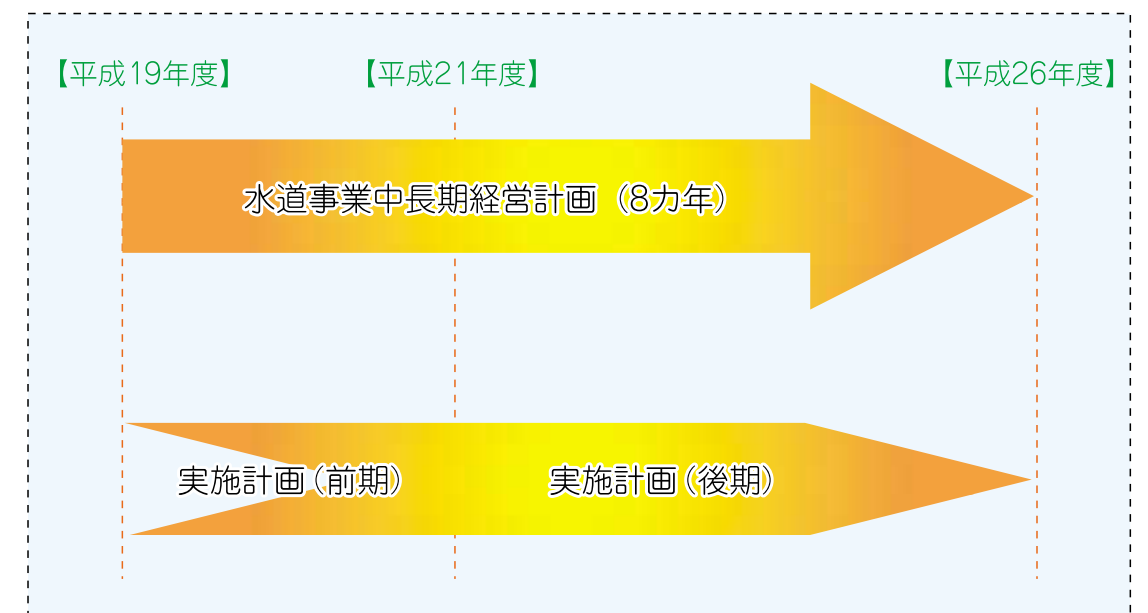 【平成19年度】
【平成21年度】
【平成26年度】
水道事業中長期経営計画（8カ年）
実施計画（前期）
実施計画（後期）